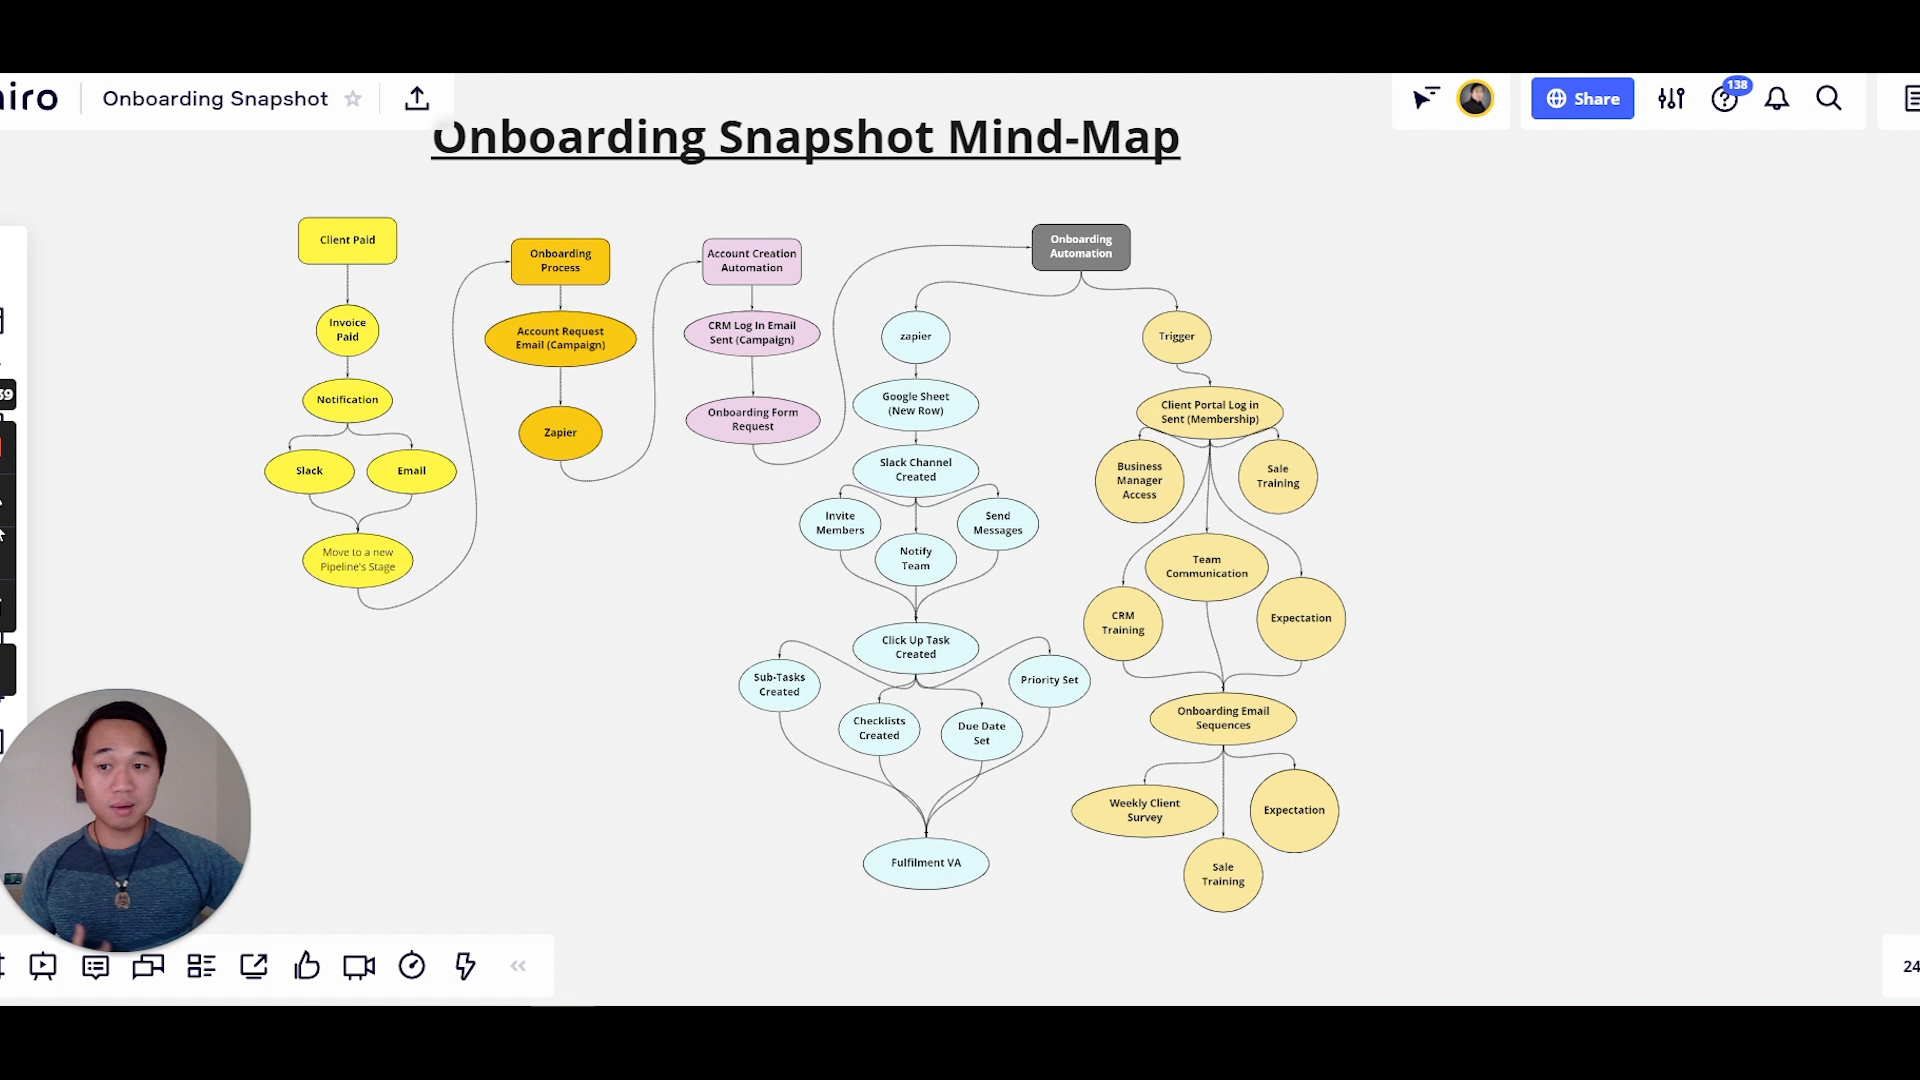 iro
Onboarding Snapshot
Share
138
Onboarding Snapshot Mind-Map
Client Paid
Invoice
Paid
Notification
Slack
Email
Move to a new
Pipeline's Stage
Onboarding
Process
Account Request
Email (Campaign)
Zapier
Account Creation
Automation
CRM Log In Email
Sent (Campaign)
Onboarding Form
Request
Onboarding
Automation
zapier
Google Sheet
(New Row)
Slack Channel
Created
Invite
Members
Send
Messages
Notify
Team
Click Up Task
Created
Sub-Tasks
Created
Priority Set
Checklists
Created
Due Date
Set
Fulfilment VA
Trigger
Client Portal Log in
Sent (Membership)
Business
Manager
Access
Sale
Training
Team
Communication
CRM
Training
Expectation
Onboarding Email
Sequences
Weekly Client
Survey
Expectation
Sale
Training
39
24